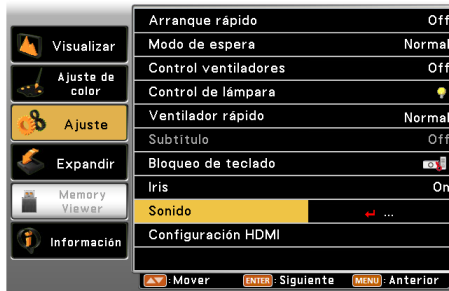 Visualizar
Ajuste de
color
Ajuste
Expandir
Memory
Viewer
Información
Arranque rápido Off
Modo de espera Normal
Control ventiladores Off
Control de lámpara
Ventilador rápido Normal
Subtitulo Off
Bloqueo de teclado
Iris On
Sonido ...
Configuración HDMI
:Mover ENTER :Siguiente MENU :Anterior